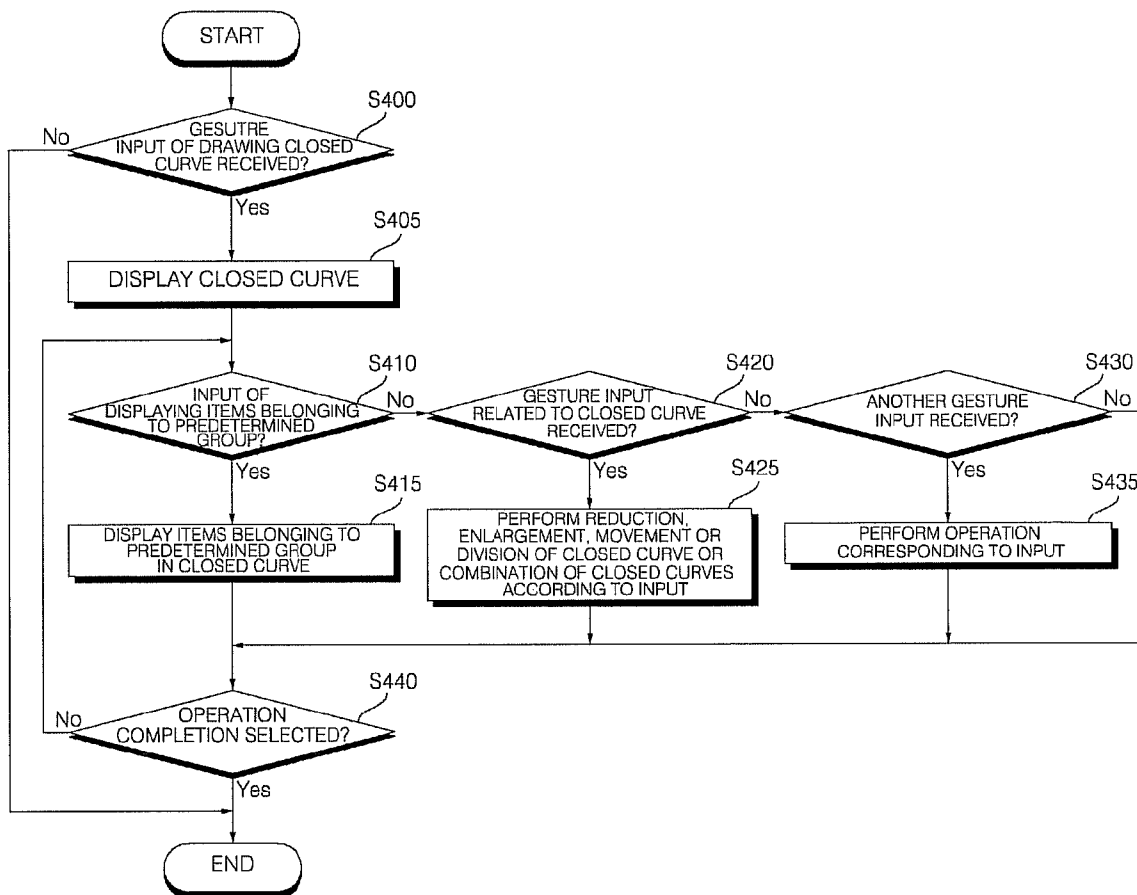 START
S400
No
GESUTRE
INPUT OF DRAWING CLOSED
CURVE RECEIVED?
Yes
S405
DISPLAY CLOSED CURVE
S410
INPUT OF
DISPLAYING ITEMS BELONGING
TO PREDETERMINED
GROUP?
No
Yes
S420
GESTURE INPUT
RELATED TO CLOSED CURVE
RECEIVED?
No
Yes
S430
ANOTHER GESTURE
INPUT RECEIVED?
No
Yes
S415
DISPLAY ITEMS BELONGING TO
PREDETERMINED GROUP
IN CLOSED CURVE
S425
PERFORM REDUCTION,
ENLARGEMENT, MOVEMENT OR
DIVISION OF CLOSED CURVE OR
COMBINATION OF CLOSED CURVES
ACCORDING TO INPUT
S435
PERFORM OPERATION
CORRESPONDING TO INPUT
S440
No
OPERATION
COMPLETION SELECTED?
Yes
END